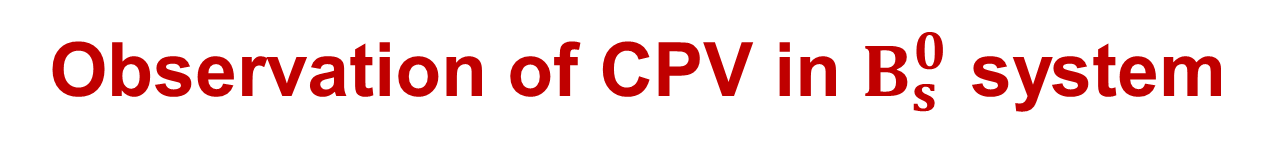 Observation of CPV in B⁰ₛ system